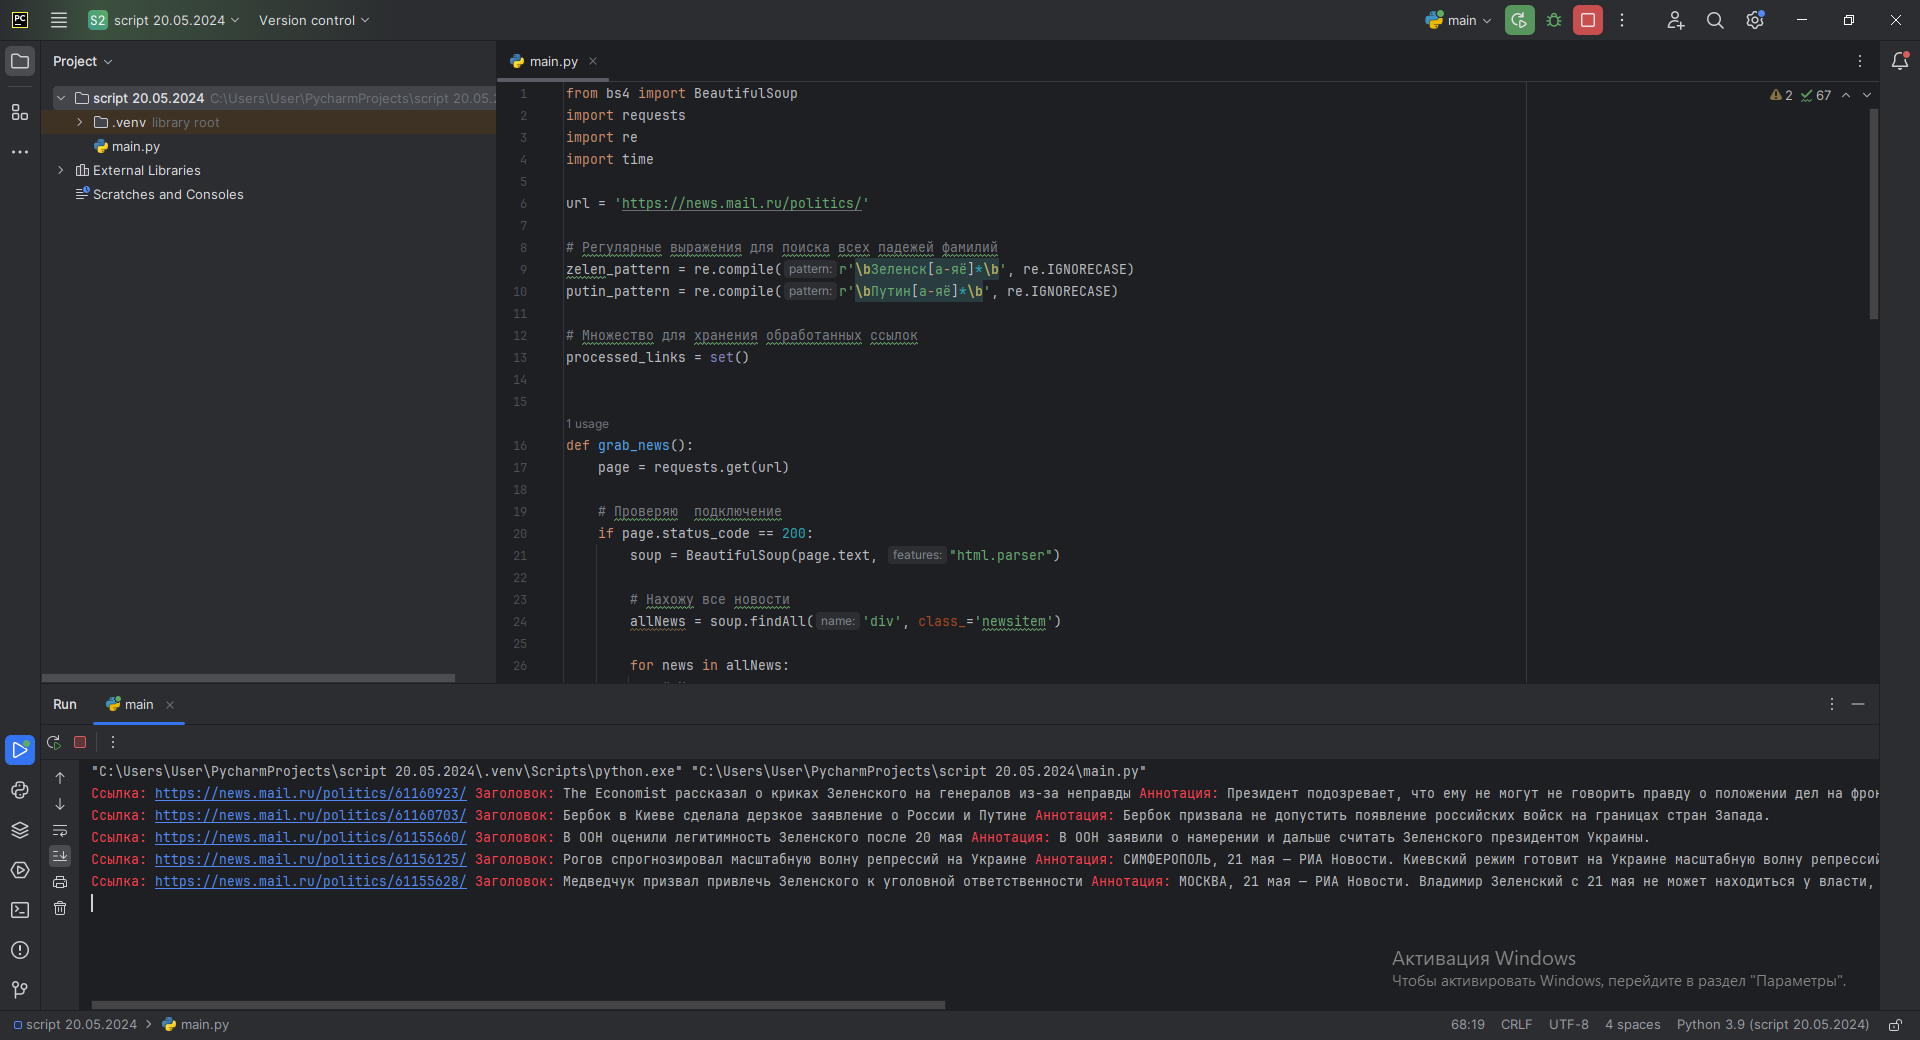 PC S2 script 20.05.2024 Version control main
Project
main.py
script 20.05.2024 C:\Users\User\PycharmProjects\script 20.05.2
.venv library root
main.py
External Libraries
Scratches and Consoles
2 67
1 from bs4 import BeautifulSoup
2 import requests
3 import re
4 import time
5
6 url = 'https://news.mail.ru/politics/'
7
8 # Регулярные выражения для поиска всех падежей фамилий
9 zelen_pattern = re.compile( pattern: r'\bЗеленск[а-яё]*\b', re.IGNORECASE)
10 putin_pattern = re.compile( pattern: r'\bПутин[а-яё]*\b', re.IGNORECASE)
11
12 # Множество для хранения обработанных ссылок
13 processed_links = set()
14
15
1 usage
16 def grab_news():
17 page = requests.get(url)
18
19 # Проверяю  подключение
20 if page.status_code == 200:
21 soup = BeautifulSoup(page.text, features: "html.parser")
22
23 # Нахожу все новости
24 allNews = soup.findAll( name: 'div', class_='newsitem')
25
26 for news in allNews:
Run main
"C:\Users\User\PycharmProjects\script 20.05.2024\.venv\Scripts\python.exe" "C:\Users\User\PycharmProjects\script 20.05.2024\main.py"
Ссылка: https://news.mail.ru/politics/61160923/ Заголовок: The Economist рассказал о криках Зеленского на генералов из-за неправды Аннотация: Президент подозревает, что ему не могут не говорить правду о положении дел на фрон
Ссылка: https://news.mail.ru/politics/61160703/ Заголовок: Бербок в Киеве сделала дерзкое заявление о России и Путине Аннотация: Бербок призвала не допустить появление российских войск на границах стран Запада.
Ссылка: https://news.mail.ru/politics/61155660/ Заголовок: В ООН оценили легитимность Зеленского после 20 мая Аннотация: В ООН заявили о намерении и дальше считать Зеленского президентом Украины.
Ссылка: https://news.mail.ru/politics/61156125/ Заголовок: Рогов спрогнозировал масштабную волну репрессий на Украине Аннотация: СИМФЕРОПОЛЬ, 21 мая — РИА Новости. Киевский режим готовит на Украине масштабную волну репрессий
Ссылка: https://news.mail.ru/politics/61155628/ Заголовок: Медведчук призвал привлечь Зеленского к уголовной ответственности Аннотация: МОСКВА, 21 мая — РИА Новости. Владимир Зеленский с 21 мая не может находиться у власти,
Активация Windows
Чтобы активировать Windows, перейдите в раздел "Параметры".
script 20.05.2024 main.py 68:19 CRLF UTF-8 4 spaces Python 3.9 (script 20.05.2024)